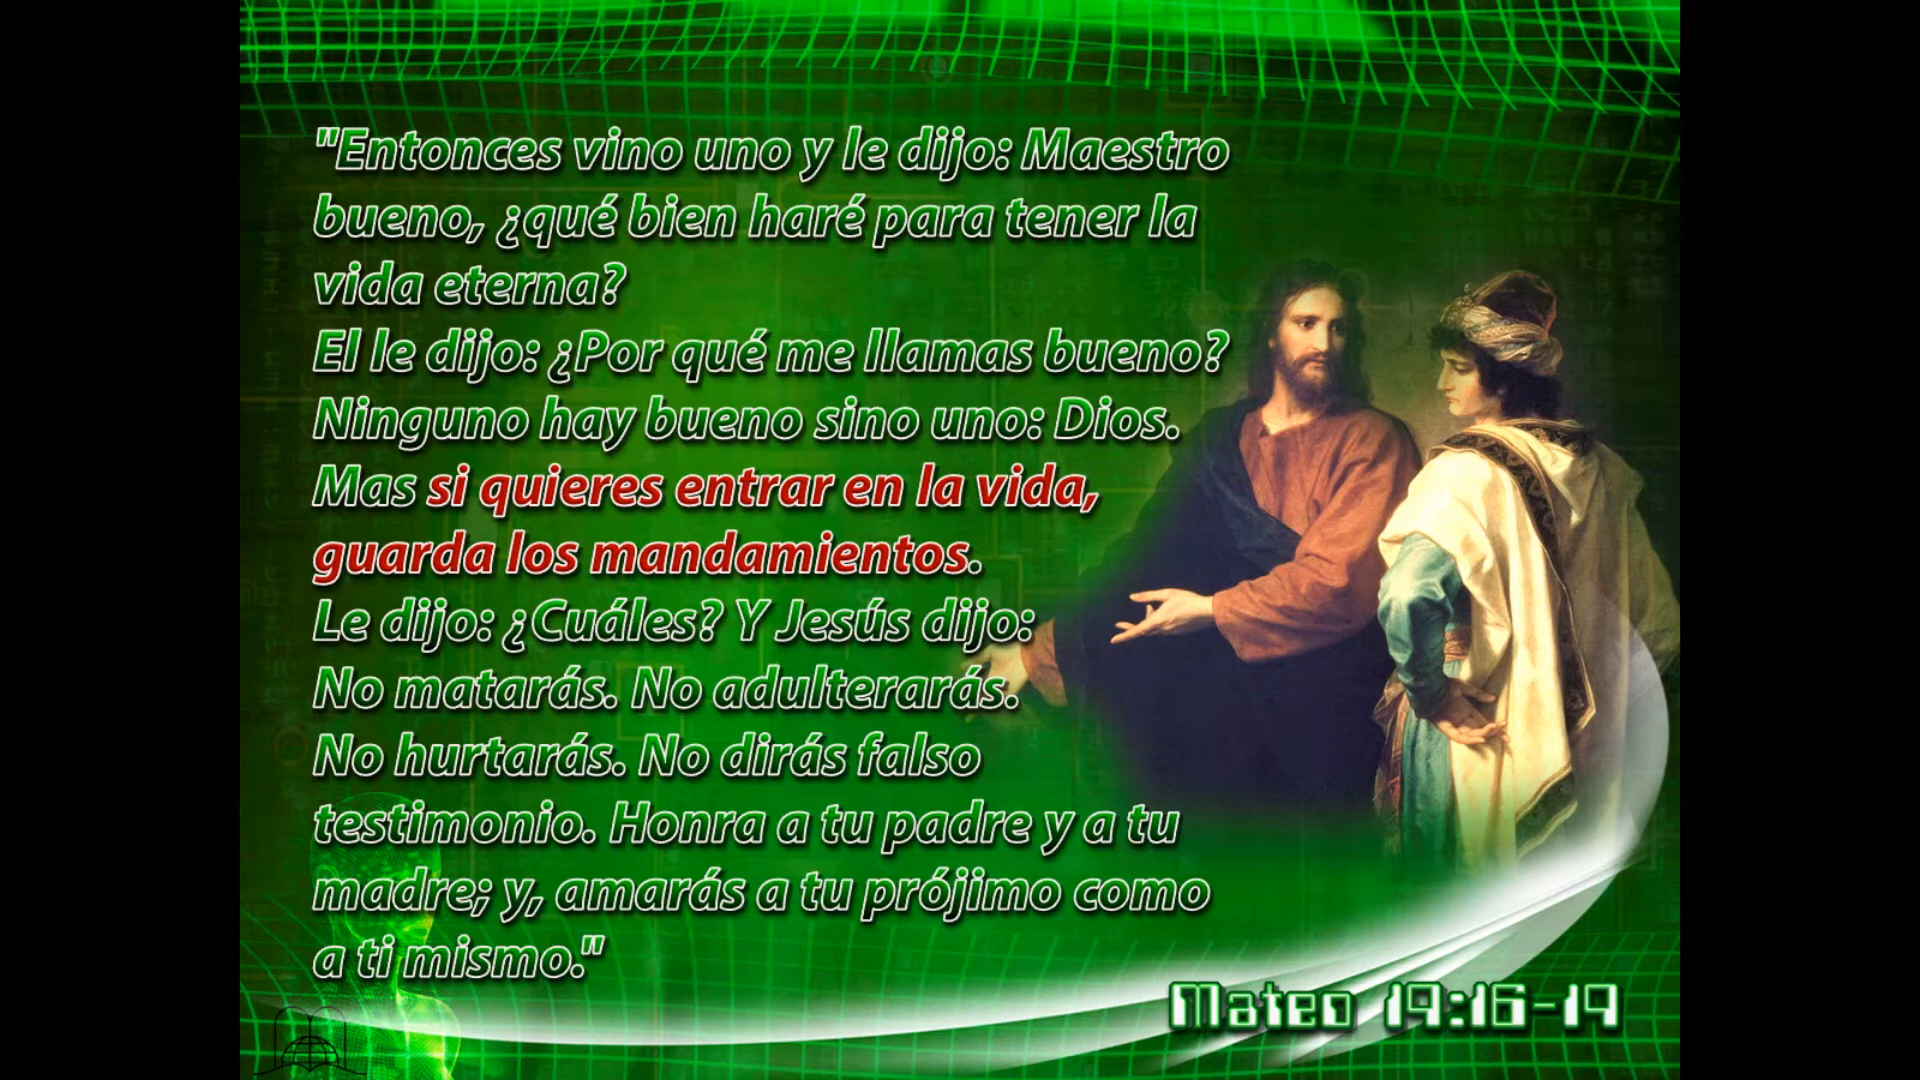 "Entonces vino uno y le dijo: Maestro
bueno, ¿qué bien haré para tener la
vida eterna?
El le dijo: ¿Por qué me llamas bueno?
Ninguno hay bueno sino uno: Dios.
Mas si quieres entrar en la vida,
guarda los mandamientos.
Le dijo: ¿Cuáles? Y Jesús dijo:
No matarás. No adulterarás.
No hurtarás. No dirás falso
testimonio. Honra a tu padre y a tu
madre; y, amarás a tu prójimo como
a ti mismo."
Mateo 19:16-19